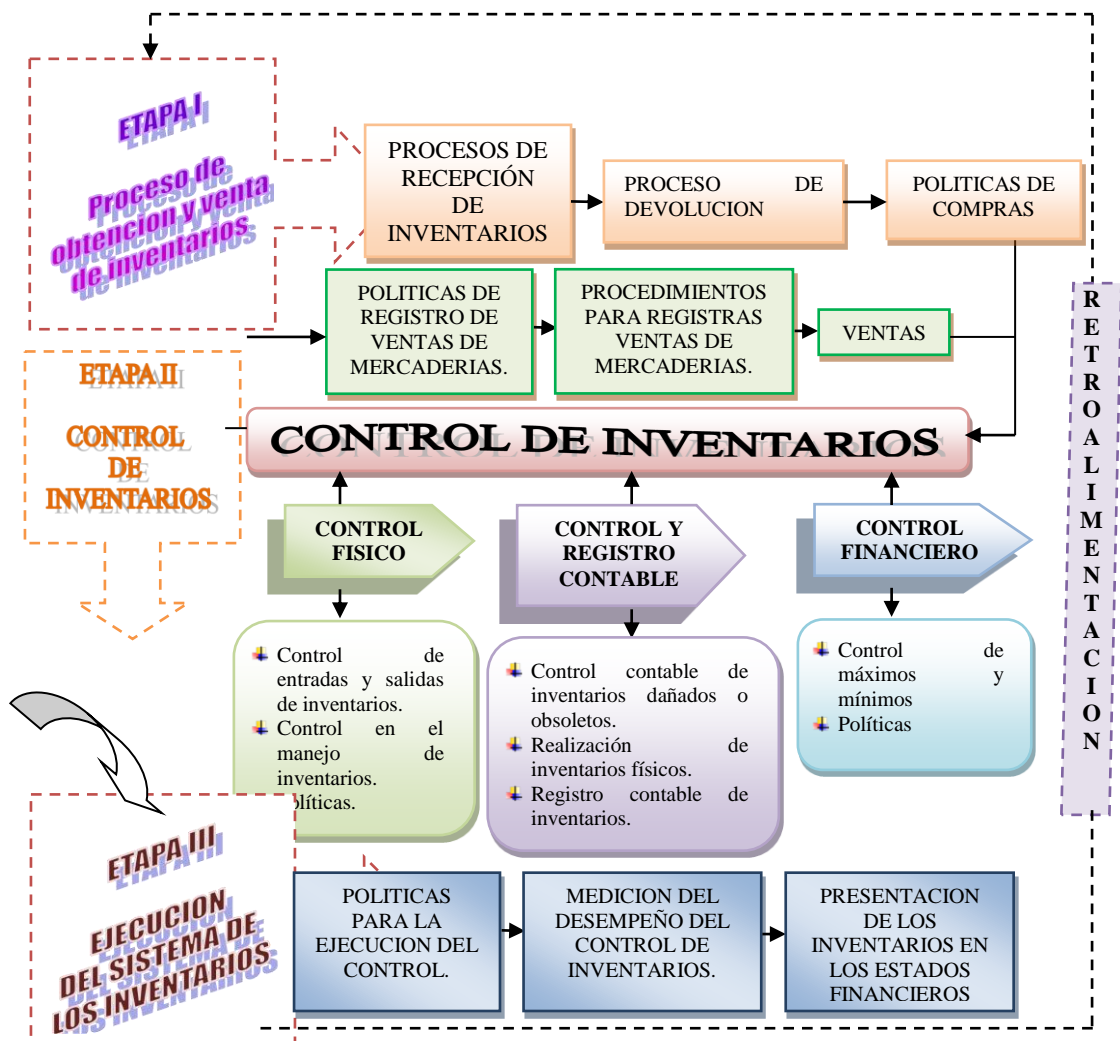 ETAPA I
Proceso de
obtencion y venta
de inventarios
PROCESOS DE
RECEPCIÓN
DE
INVENTARIOS
PROCESO DE
DEVOLUCION
POLITICAS DE
COMPRAS
POLITICAS DE
REGISTRO DE
VENTAS DE
MERCADERIAS.
PROCEDIMIENTOS
PARA REGISTRAS
VENTAS DE
MERCADERIAS.
VENTAS
ETAPA II
CONTROL
DE
INVENTARIOS
CONTROL DE INVENTARIOS
CONTROL
FISICO
CONTROL Y
REGISTRO
CONTABLE
CONTROL
FINANCIERO
Control de
entradas y salidas
de inventarios.
Control en el
manejo de
inventarios.
olíticas.
Control contable de
inventarios dañados o
obsoletos.
Realización de
inventarios físicos.
Registro contable de
inventarios.
Control de
máximos y
mínimos
Políticas
RETROALIMENTACION
ETAPA III
EJECUCION
DEL SISTEMA DE
LOS INVENTARIOS
POLITICAS
PARA LA
EJECUCION DEL
CONTROL.
MEDICION DEL
DESEMPEÑO DEL
CONTROL DE
INVENTARIOS.
PRESENTACION
DE LOS
INVENTARIOS EN
LOS ESTADOS
FINANCIEROS